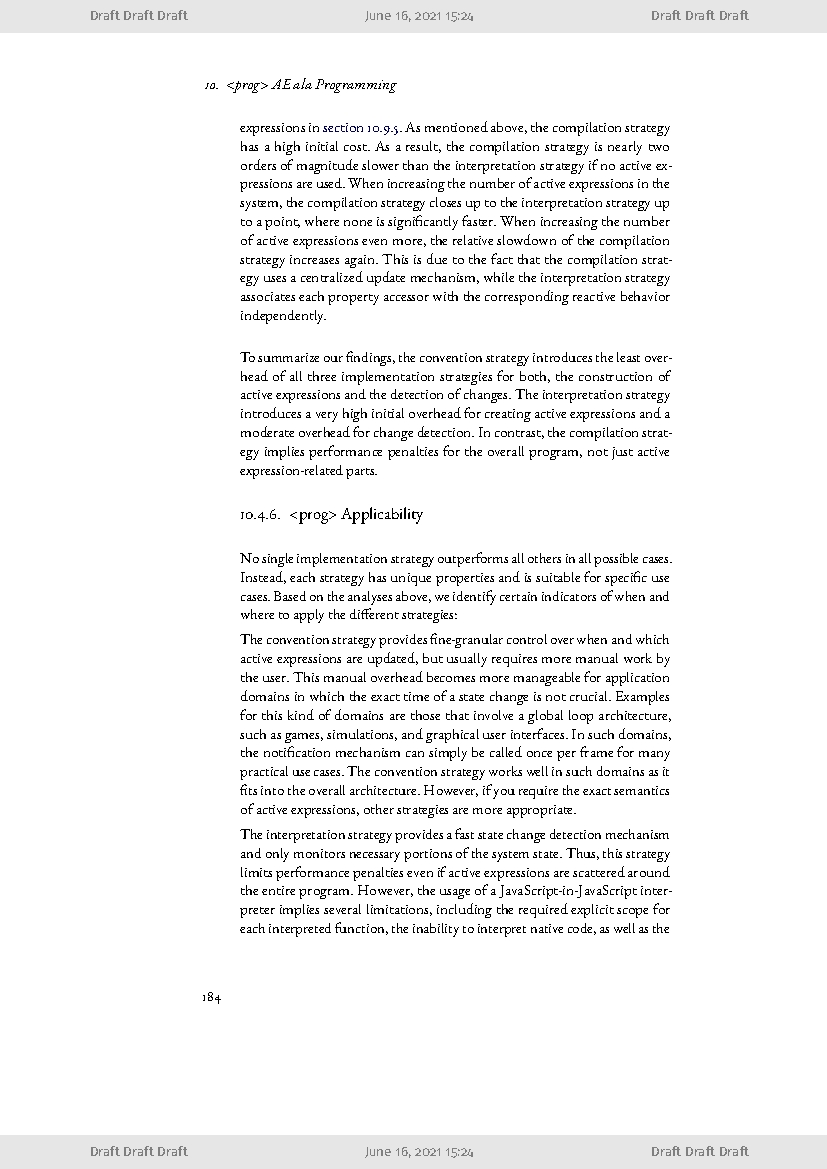 Draft Draft Draft June 16, 2021 15:24 Draft Draft Draft
10. <prog> AE ala Programming
expressions in section 10.9.5. As mentioned above, the compilation strategy
has a high initial cost. As a result, the compilation strategy is nearly two
orders of magnitude slower than the interpretation strategy if no active ex-
pressions are used. When increasing the number of active expressions in the
system, the compilation strategy closes up to the interpretation strategy up
to a point, where none is significantly faster. When increasing the number
of active expressions even more, the relative slowdown of the compilation
strategy increases again. This is due to the fact that the compilation strat-
egy uses a centralized update mechanism, while the interpretation strategy
associates each property accessor with the corresponding reactive behavior
independently.
To summarize our findings, the convention strategy introduces the least over-
head of all three implementation strategies for both, the construction of
active expressions and the detection of changes. The interpretation strategy
introduces a very high initial overhead for creating active expressions and a
moderate overhead for change detection. In contrast, the compilation strat-
egy implies performance penalties for the overall program, not just active
expression-related parts.
10.4.6. <prog> Applicability
No single implementation strategy outperforms all others in all possible cases.
Instead, each strategy has unique properties and is suitable for specific use
cases. Based on the analyses above, we identify certain indicators of when and
where to apply the different strategies:
The convention strategy provides fine-granular control over when and which
active expressions are updated, but usually requires more manual work by
the user. This manual overhead becomes more manageable for application
domains in which the exact time of a state change is not crucial. Examples
for this kind of domains are those that involve a global loop architecture,
such as games, simulations, and graphical user interfaces. In such domains,
the notification mechanism can simply be called once per frame for many
practical use cases. The convention strategy works well in such domains as it
fits into the overall architecture. However, if you require the exact semantics
of active expressions, other strategies are more appropriate.
The interpretation strategy provides a fast state change detection mechanism
and only monitors necessary portions of the system state. Thus, this strategy
limits performance penalties even if active expressions are scattered around
the entire program. However, the usage of a JavaScript-in-JavaScript inter-
preter implies several limitations, including the required explicit scope for
each interpreted function, the inability to interpret native code, as well as the
184
Draft Draft Draft June 16, 2021 15:24 Draft Draft Draft